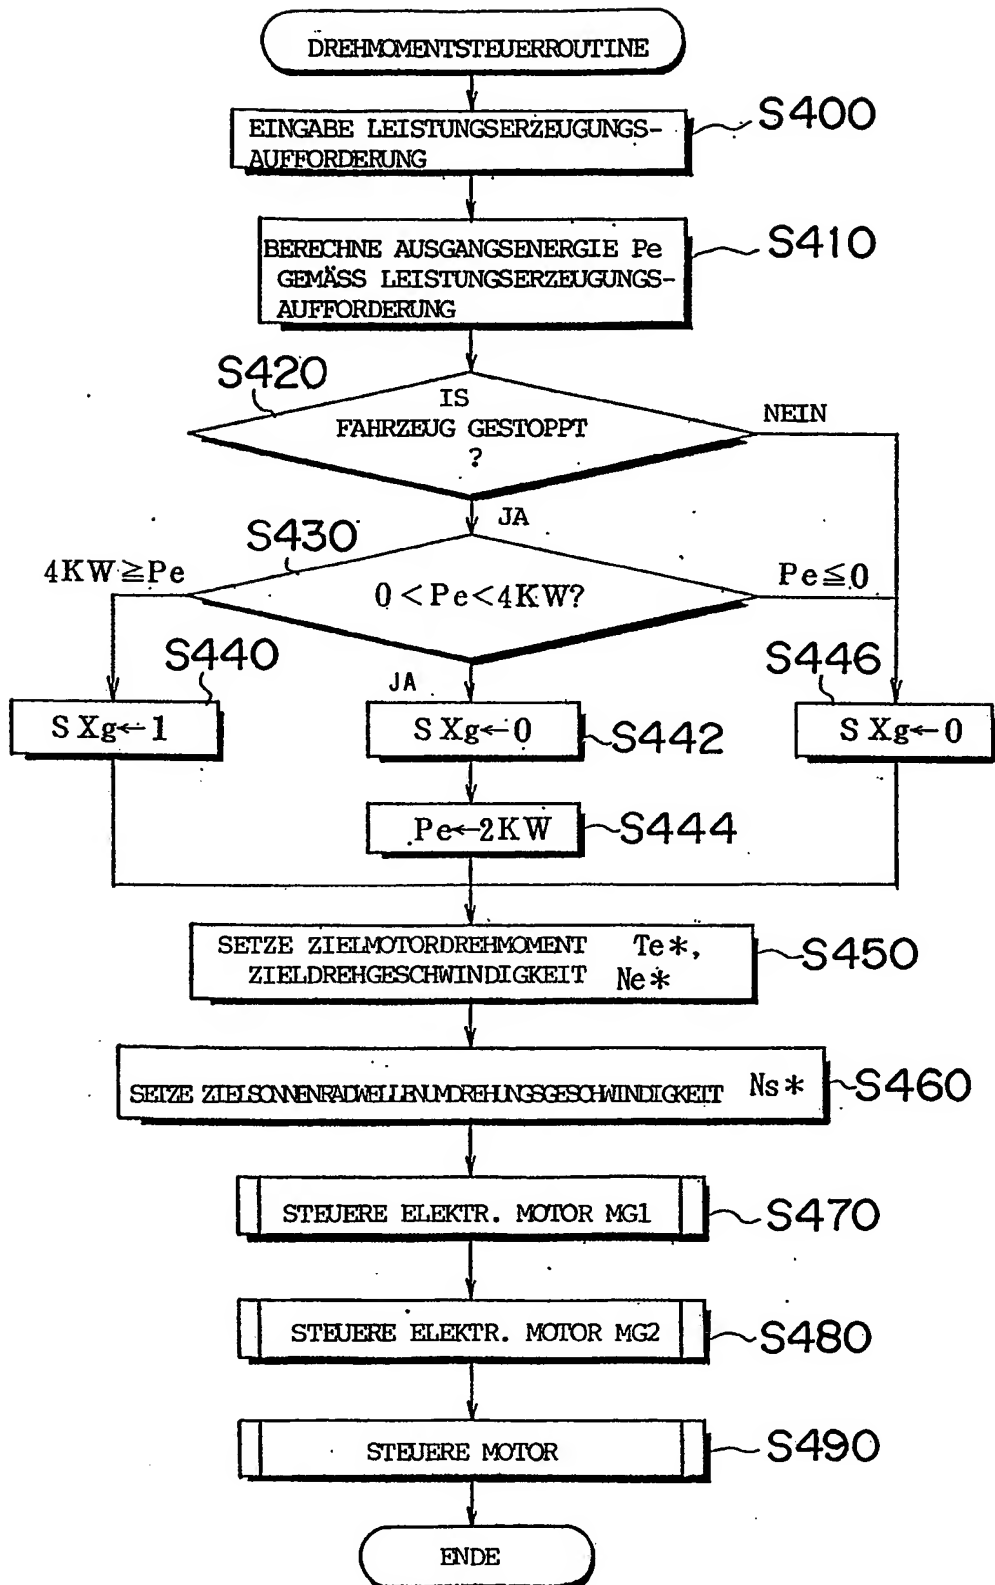 DREHMOMENTSTEUERROUTINE
EINGABE LEISTUNGSERZEUGUNGS-
AUFFORDERUNG
S400
BERECHNE AUSGANGSENERGIE Pe
GEMÄSS LEISTUNGSERZEUGUNGS-
AUFFORDERUNG
S410
S420
IS
FAHRZEUG GESTOPPT
?
NEIN
JA
S430
4KW≧Pe
0<Pe<4KW?
Pe≦0
S440
JA
S446
SXg←1
SXg←0
S442
SXg←0
Pe←2KW
S444
SETZE ZIELMOTORDREHMOMENT Te*,
ZIELDREHGESCHWINDIGKEIT Ne*
S450
SETZE ZIELSONNENRADWELLENUMDREHUNGSGESCHWINDIGKEIT Ns*
S460
STEUERE ELEKTR. MOTOR MG1
S470
STEUERE ELEKTR. MOTOR MG2
S480
STEUERE MOTOR
S490
ENDE